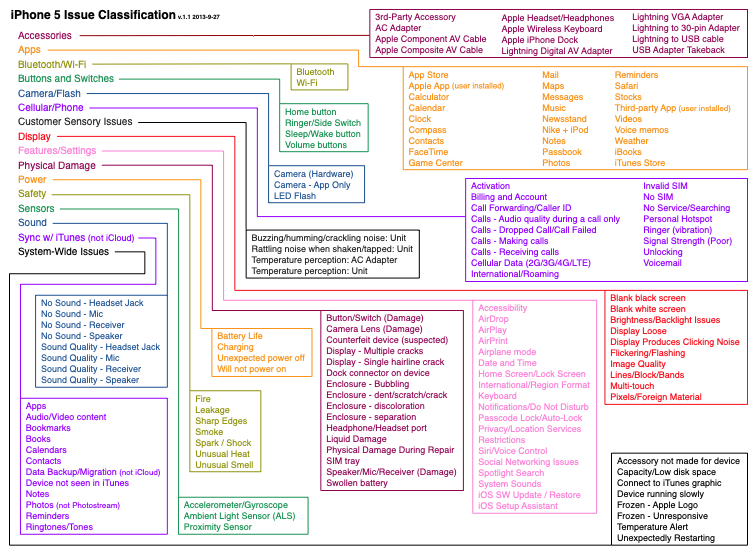 iPhone 5 Issue Classification v.1.1 2013-9-27
Accessories
Apps
Bluetooth/Wi-Fi
Buttons and Switches
Camera/Flash
Cellular/Phone
Customer Sensory Issues
Display
Features/Settings
Physical Damage
Power
Safety
Sensors
Sound
Sync w/ iTunes (not iCloud)
System-Wide Issues
3rd-Party Accessory
AC Adapter
Apple Component AV Cable
Apple Composite AV Cable
Apple Headset/Headphones
Apple Wireless Keyboard
Apple iPhone Dock
Lightning Digital AV Adapter
Lightning VGA Adapter
Lightning to 30-pin Adapter
Lightning to USB cable
USB Adapter Takeback
App Store
Apple App (user installed)
Calculator
Calendar
Clock
Compass
Contacts
FaceTime
Game Center
Mail
Maps
Messages
Music
Newsstand
Nike + iPod
Notes
Passbook
Photos
Reminders
Safari
Stocks
Third-party App (user installed)
Videos
Voice memos
Weather
iBooks
iTunes Store
Bluetooth
Wi-Fi
Home button
Ringer/Side Switch
Sleep/Wake button
Volume buttons
Camera (Hardware)
Camera - App Only
LED Flash
Activation
Billing and Account
Call Forwarding/Caller ID
Calls - Audio quality during a call only
Calls - Dropped Call/Call Failed
Calls - Making calls
Calls - Receiving calls
Cellular Data (2G/3G/4G/LTE)
International/Roaming
Invalid SIM
No SIM
No Service/Searching
Personal Hotspot
Ringer (vibration)
Signal Strength (Poor)
Unlocking
Voicemail
Buzzing/humming/crackling noise: Unit
Rattling noise when shaken/tapped: Unit
Temperature perception: AC Adapter
Temperature perception: Unit
Blank black screen
Blank white screen
Brightness/Backlight Issues
Display Loose
Display Produces Clicking Noise
Flickering/Flashing
Image Quality
Lines/Block/Bands
Multi-touch
Pixels/Foreign Material
Accessibility
AirDrop
AirPlay
AirPrint
Airplane mode
Date and Time
Home Screen/Lock Screen
International/Region Format
Keyboard
Notifications/Do Not Disturb
Passcode Lock/Auto-Lock
Privacy/Location Services
Restrictions
Siri/Voice Control
Social Networking Issues
Spotlight Search
System Sounds
iOS SW Update / Restore
iOS Setup Assistant
Button/Switch (Damage)
Camera Lens (Damage)
Counterfeit device (suspected)
Display - Multiple cracks
Display - Single hairline crack
Dock connector on device
Enclosure - Bubbling
Enclosure - dent/scratch/crack
Enclosure - discoloration
Enclosure - separation
Headphone/Headset port
Liquid Damage
Physical Damage During Repair
SIM tray
Speaker/Mic/Receiver (Damage)
Swollen battery
Battery Life
Charging
Unexpected power off
Will not power on
Fire
Leakage
Sharp Edges
Smoke
Spark / Shock
Unusual Heat
Unusual Smell
Accelerometer/Gyroscope
Ambient Light Sensor (ALS)
Proximity Sensor
No Sound - Headset Jack
No Sound - Mic
No Sound - Receiver
No Sound - Speaker
Sound Quality - Headset Jack
Sound Quality - Mic
Sound Quality - Receiver
Sound Quality - Speaker
Apps
Audio/Video content
Bookmarks
Books
Calendars
Contacts
Data Backup/Migration (not iCloud)
Device not seen in iTunes
Notes
Photos (not Photostream)
Reminders
Ringtones/Tones
Accessory not made for device
Capacity/Low disk space
Connect to iTunes graphic
Device running slowly
Frozen - Apple Logo
Frozen - Unresponsive
Temperature Alert
Unexpectedly Restarting